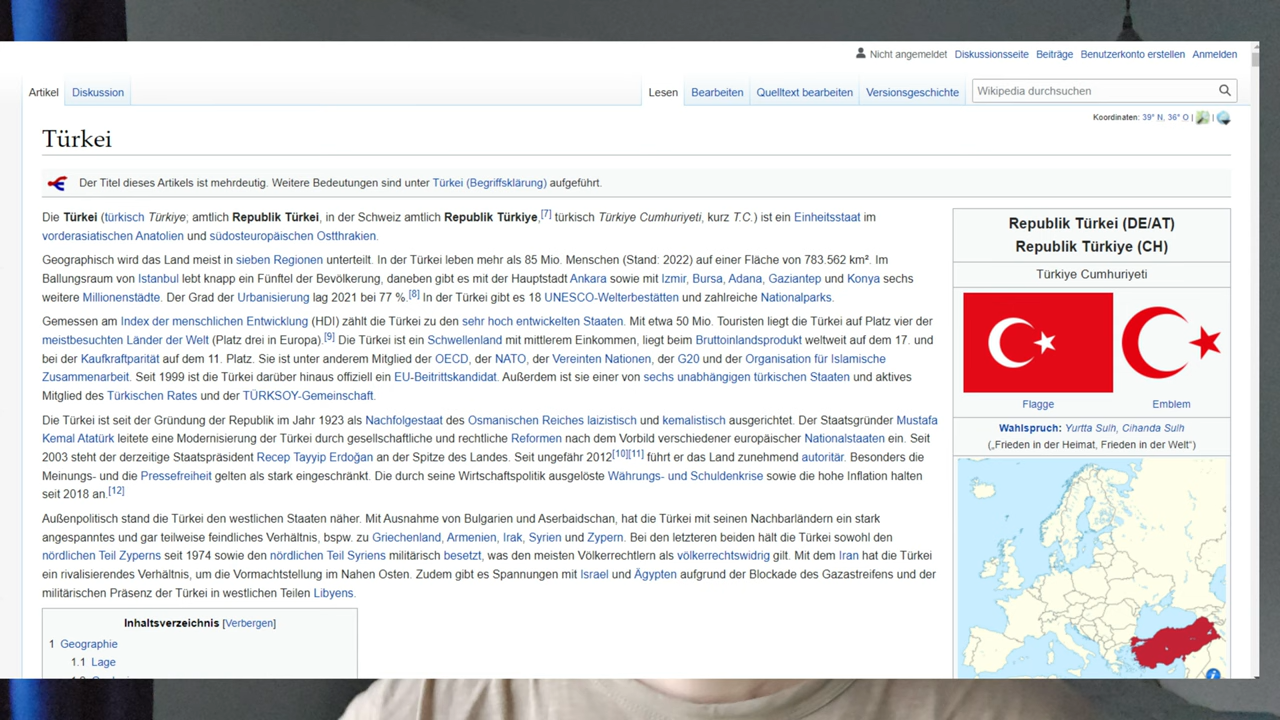 Nicht angemeldet Diskussionsseite Beiträge Benutzerkonto erstellen Anmelden
Artikel Diskussion Lesen Bearbeiten Quelltext bearbeiten Versionsgeschichte Wikipedia durchsuchen
Koordinaten: 39° N, 36° O | |
Türkei
Der Titel dieses Artikels ist mehrdeutig. Weitere Bedeutungen sind unter Türkei (Begriffsklärung) aufgeführt.
Die Türkei (türkisch Türkiye; amtlich Republik Türkei, in der Schweiz amtlich Republik Türkiye,[7] türkisch Türkiye Cumhuriyeti, kurz T.C.) ist ein Einheitsstaat im
vorderasiatischen Anatolien und südosteuropäischen Ostthrakien.
Geographisch wird das Land meist in sieben Regionen unterteilt. In der Türkei leben mehr als 85 Mio. Menschen (Stand: 2022) auf einer Fläche von 783.562 km². Im
Ballungsraum von Istanbul lebt knapp ein Fünftel der Bevölkerung, daneben gibt es mit der Hauptstadt Ankara sowie mit Izmir, Bursa, Adana, Gaziantep und Konya sechs
weitere Millionenstädte. Der Grad der Urbanisierung lag 2021 bei 77 %.[8] In der Türkei gibt es 18 UNESCO-Welterbestätten und zahlreiche Nationalparks.
Gemessen am Index der menschlichen Entwicklung (HDI) zählt die Türkei zu den sehr hoch entwickelten Staaten. Mit etwa 50 Mio. Touristen liegt die Türkei auf Platz vier der
meistbesuchten Länder der Welt (Platz drei in Europa).[9] Die Türkei ist ein Schwellenland mit mittlerem Einkommen, liegt beim Bruttoinlandsprodukt weltweit auf dem 17. und
bei der Kaufkraftparität auf dem 11. Platz. Sie ist unter anderem Mitglied der OECD, der NATO, der Vereinten Nationen, der G20 und der Organisation für Islamische
Zusammenarbeit. Seit 1999 ist die Türkei darüber hinaus offiziell ein EU-Beitrittskandidat. Außerdem ist sie einer von sechs unabhängigen türkischen Staaten und aktives
Mitglied des Türkischen Rates und der TÜRKSOY-Gemeinschaft.
Die Türkei ist seit der Gründung der Republik im Jahr 1923 als Nachfolgestaat des Osmanischen Reiches laizistisch und kemalistisch ausgerichtet. Der Staatsgründer Mustafa
Kemal Atatürk leitete eine Modernisierung der Türkei durch gesellschaftliche und rechtliche Reformen nach dem Vorbild verschiedener europäischer Nationalstaaten ein. Seit
2003 steht der derzeitige Staatspräsident Recep Tayyip Erdoğan an der Spitze des Landes. Seit ungefähr 2012[10][11] führt er das Land zunehmend autoritär. Besonders die
Meinungs- und die Pressefreiheit gelten als stark eingeschränkt. Die durch seine Wirtschaftspolitik ausgelöste Währungs- und Schuldenkrise sowie die hohe Inflation halten
seit 2018 an.[12]
Außenpolitisch stand die Türkei den westlichen Staaten näher. Mit Ausnahme von Bulgarien und Aserbaidschan, hat die Türkei mit seinen Nachbarländern ein stark
angespanntes und gar teilweise feindliches Verhältnis, bspw. zu Griechenland, Armenien, Irak, Syrien und Zypern. Bei den letzteren beiden hält die Türkei sowohl den
nördlichen Teil Zyperns seit 1974 sowie den nördlichen Teil Syriens militärisch besetzt, was den meisten Völkerrechtlern als völkerrechtswidrig gilt. Mit dem Iran hat die Türkei
ein rivalisierendes Verhältnis, um die Vormachtstellung im Nahen Osten. Zudem gibt es Spannungen mit Israel und Ägypten aufgrund der Blockade des Gazastreifens und der
militärischen Präsenz der Türkei in westlichen Teilen Libyens.
Inhaltsverzeichnis [Verbergen]
1 Geographie
1.1 Lage
Republik Türkei (DE/AT)
Republik Türkiye (CH)
Türkiye Cumhuriyeti
Flagge Emblem
Wahlspruch: Yurtta Sulh, Cihanda Sulh
(„Frieden in der Heimat, Frieden in der Welt“)